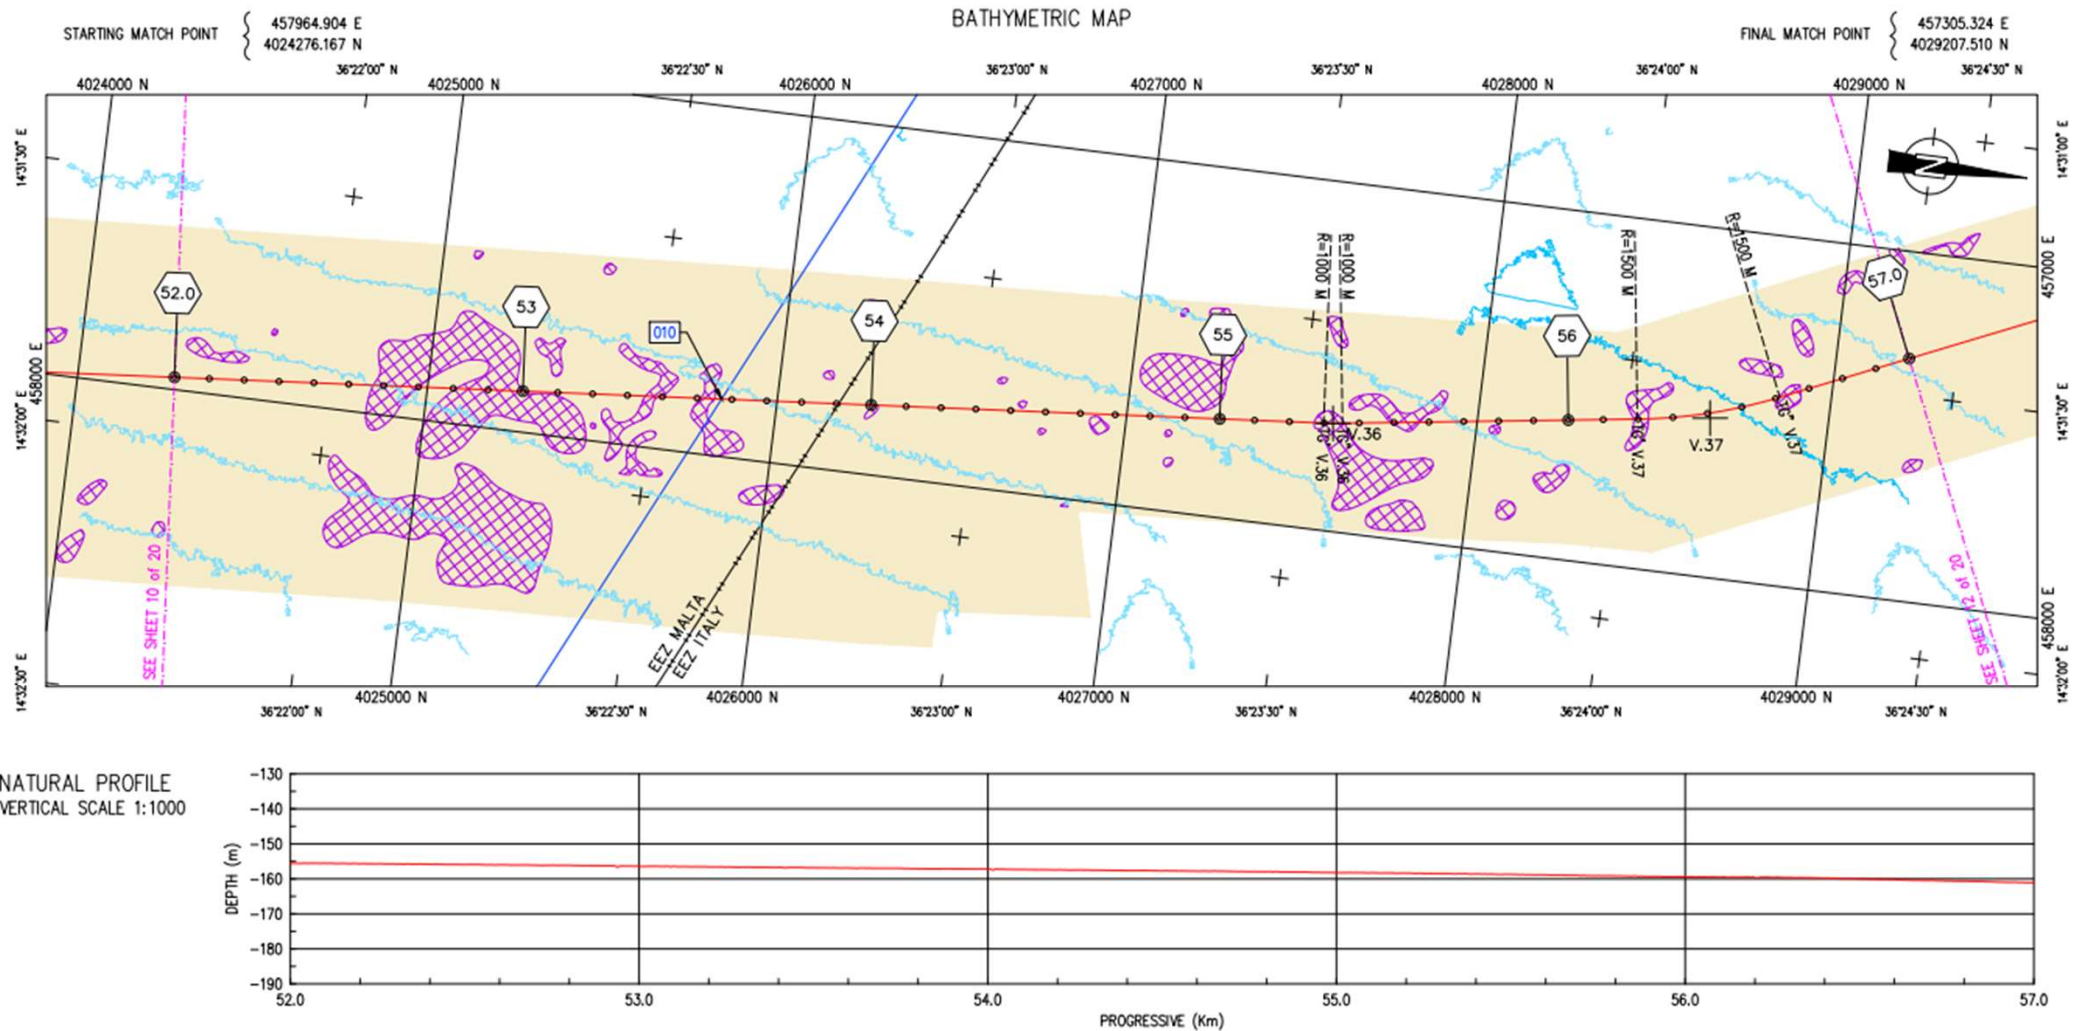 BATHYMETRIC MAP
STARTING MATCH POINT
457964.904 E
4024276.167 N
FINAL MATCH POINT
457305.324 E
4029207.510 N
36°22'00" N
36°22'30" N
36°23'00" N
36°23'30" N
36°24'00" N
36°24'30" N
4024000 N
4025000 N
4026000 N
4027000 N
4028000 N
4029000 N
14°31'30" E
458000 E
14°32'00" E
14°32'30" E
14°31'00" E
457000 E
14°31'30" E
458000 E
14°32'00" E
N
52.0
53
010
54
55
56
57.0
R=1000 M
R=1000 M
R=1500 M
R=1500 M
V.36
V.36
V.36
V.37
V.37
V.37
SEE SHEET 10 of 20
SEE SHEET 12 of 20
EEZ MALTA
EEZ ITALY
4025000 N
4026000 N
4027000 N
4028000 N
4029000 N
36°22'00" N
36°22'30" N
36°23'00" N
36°23'30" N
36°24'00" N
36°24'30" N
NATURAL PROFILE
VERTICAL SCALE 1:1000
DEPTH (m)
-130
-140
-150
-160
-170
-180
-190
52.0
53.0
54.0
55.0
56.0
57.0
PROGRESSIVE (Km)